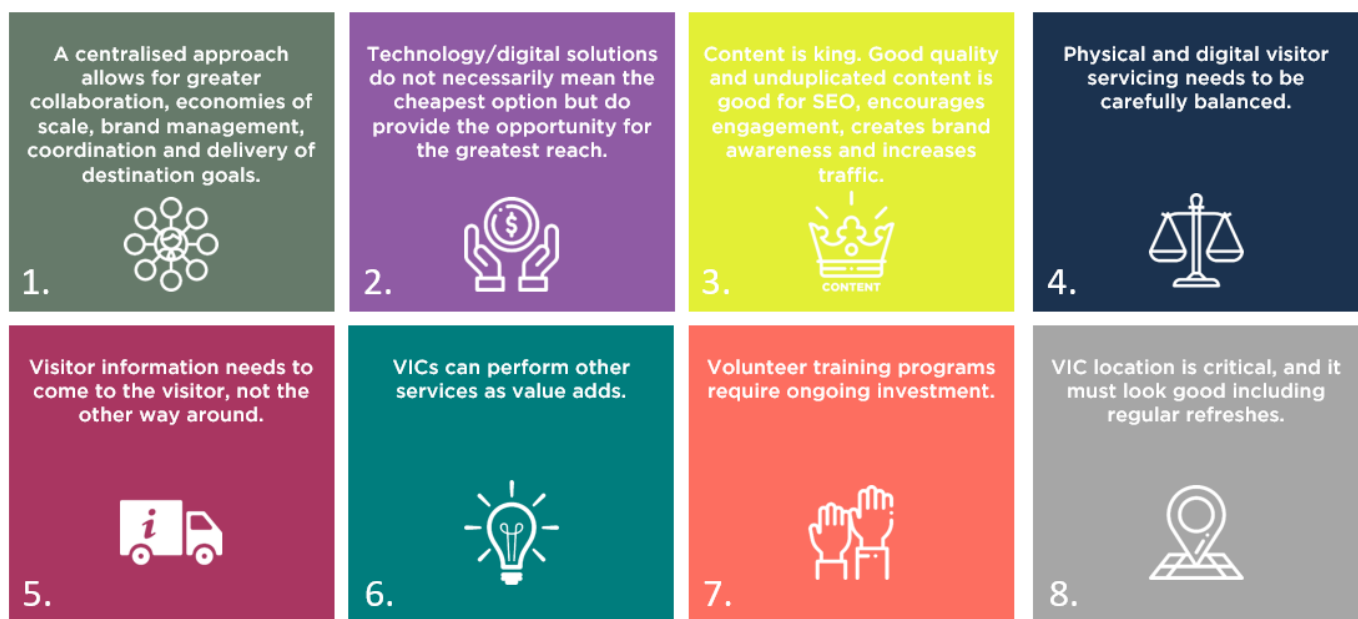 A centralised approach
allows for greater
collaboration, economies of
scale, brand management,
coordination and delivery of
destination goals.
1.
Technology/digital solutions
do not necessarily mean the
cheapest option but do
provide the opportunity for
the greatest reach.
$
2.
Content is king. Good quality
and unduplicated content is
good for SEO, encourages
engagement, creates brand
awareness and increases
traffic.
CONTENT
3.
Physical and digital visitor
servicing needs to be
carefully balanced.
4.
Visitor information needs to
come to the visitor, not the
other way around.
i
5.
VICs can perform other
services as value adds.
6.
Volunteer training programs
require ongoing investment.
7.
VIC location is critical, and it
must look good including
regular refreshes.
8.